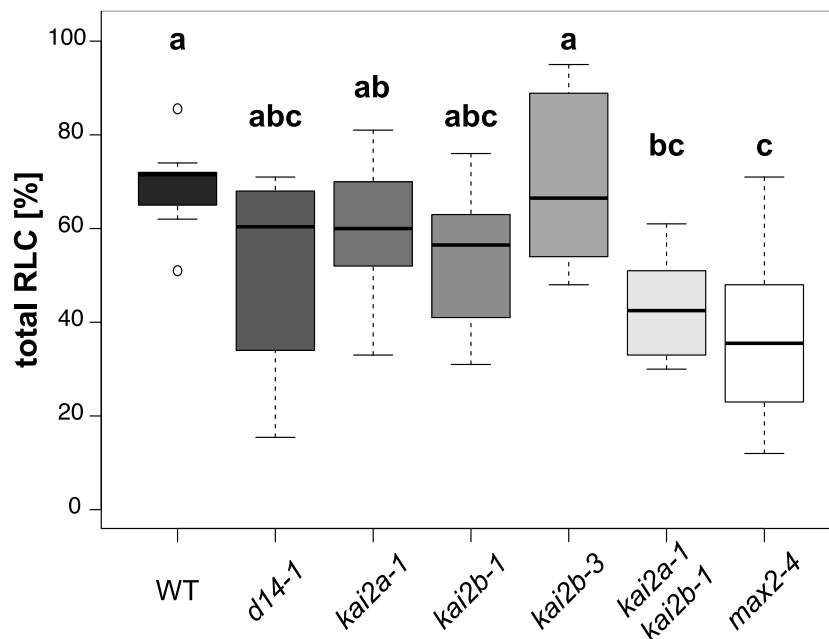 100
80
60
40
20
0
total RLC [%]
a
abc
ab
abc
a
bc
c
WT
d14-1
kai2a-1
kai2b-1
kai2b-3
kai2a-1
kai2b-1
max2-4